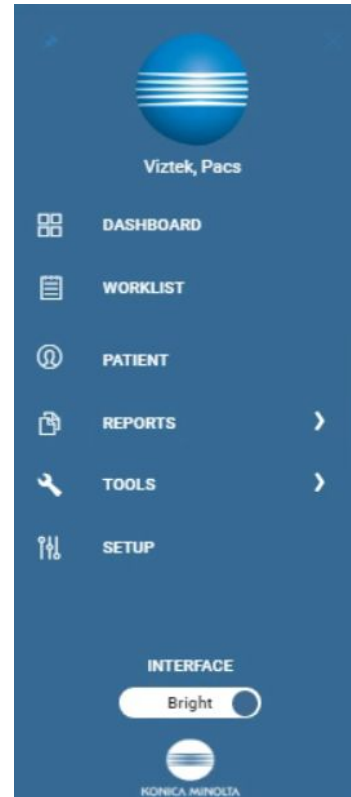 Viztek, Pacs
DASHBOARD
WORKLIST
PATIENT
REPORTS
TOOLS
SETUP
INTERFACE
Bright
KONICA MINOLTA